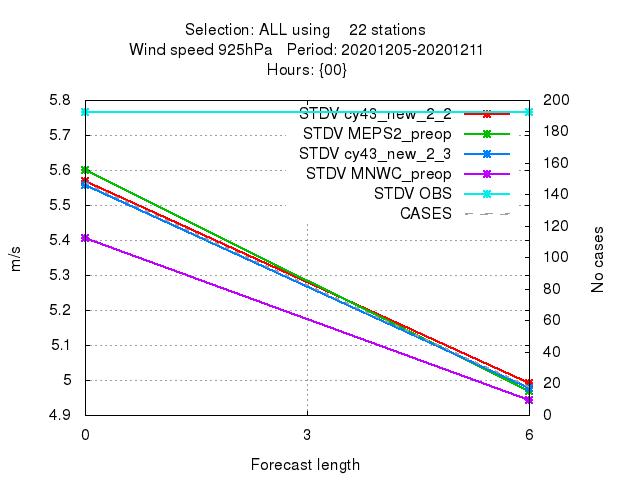 Selection: ALL using    22 stations
Wind speed 925hPa   Period: 20201205-20201211
Hours: {00}
5.8
5.7
5.6
5.5
5.4
5.3
5.2
5.1
5
4.9
m/s
STDV cy43_new_2_2
STDV MEPS2_preop
STDV cy43_new_2_3
STDV MNWC_preop
STDV OBS
CASES
200
180
160
140
120
100
80
60
40
20
0
No cases
0
3
6
Forecast length